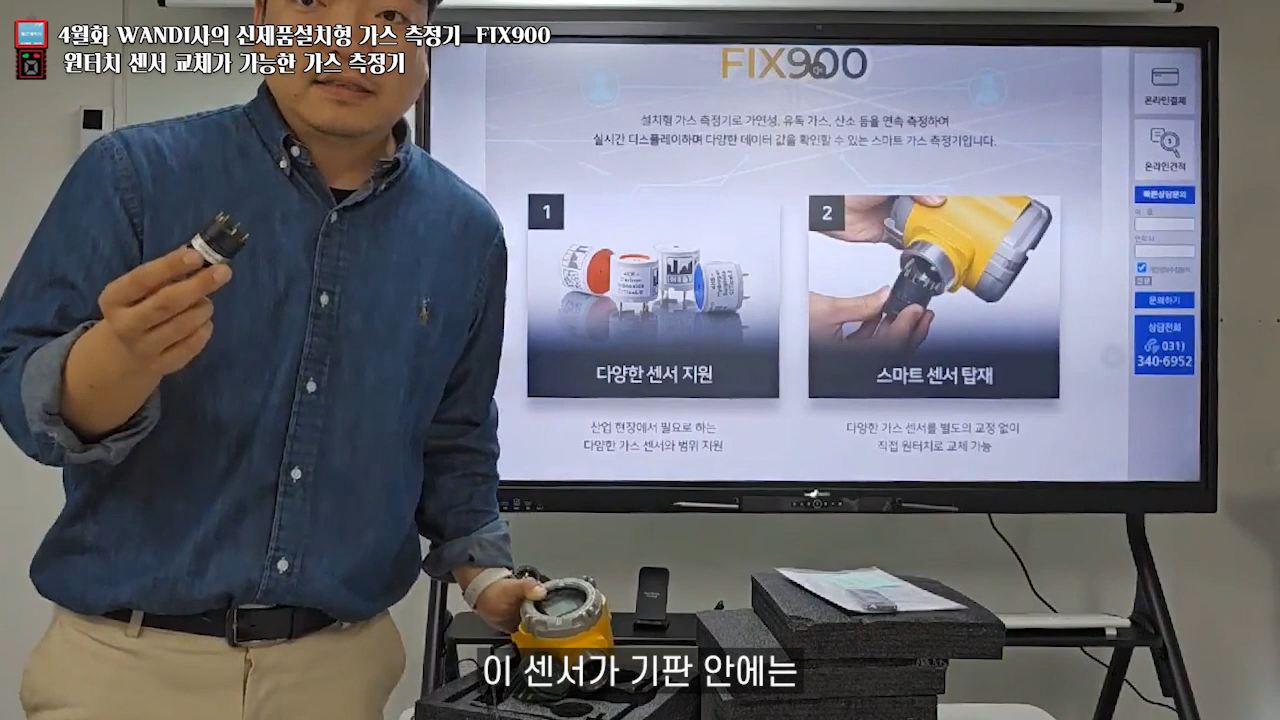 4월화 WANDI사의 신제품설치형 가스 측정기 FIX900
원터치 센서 교체가 가능한 가스 측정기
FIX900
설치형 가스 측정기로 가연성, 유독 가스, 산소 등을 연속 측정하여
실시간 디스플레이하며 다양한 데이터 값을 확인할 수 있는 스마트 가스 측정기입니다.
1
다양한 센서 지원
산업 현장에서 필요로 하는
다양한 가스 센서와 범위 지원
2
스마트 센서 탑재
다양한 가스 센서를 별도의 교정 없이
직접 원터치로 교체 가능
온라인결제
온라인견적
빠른상담문의
이 름
연락처
문의하기
상담전화
031)
340-6952
이 센서가 기판 안에는